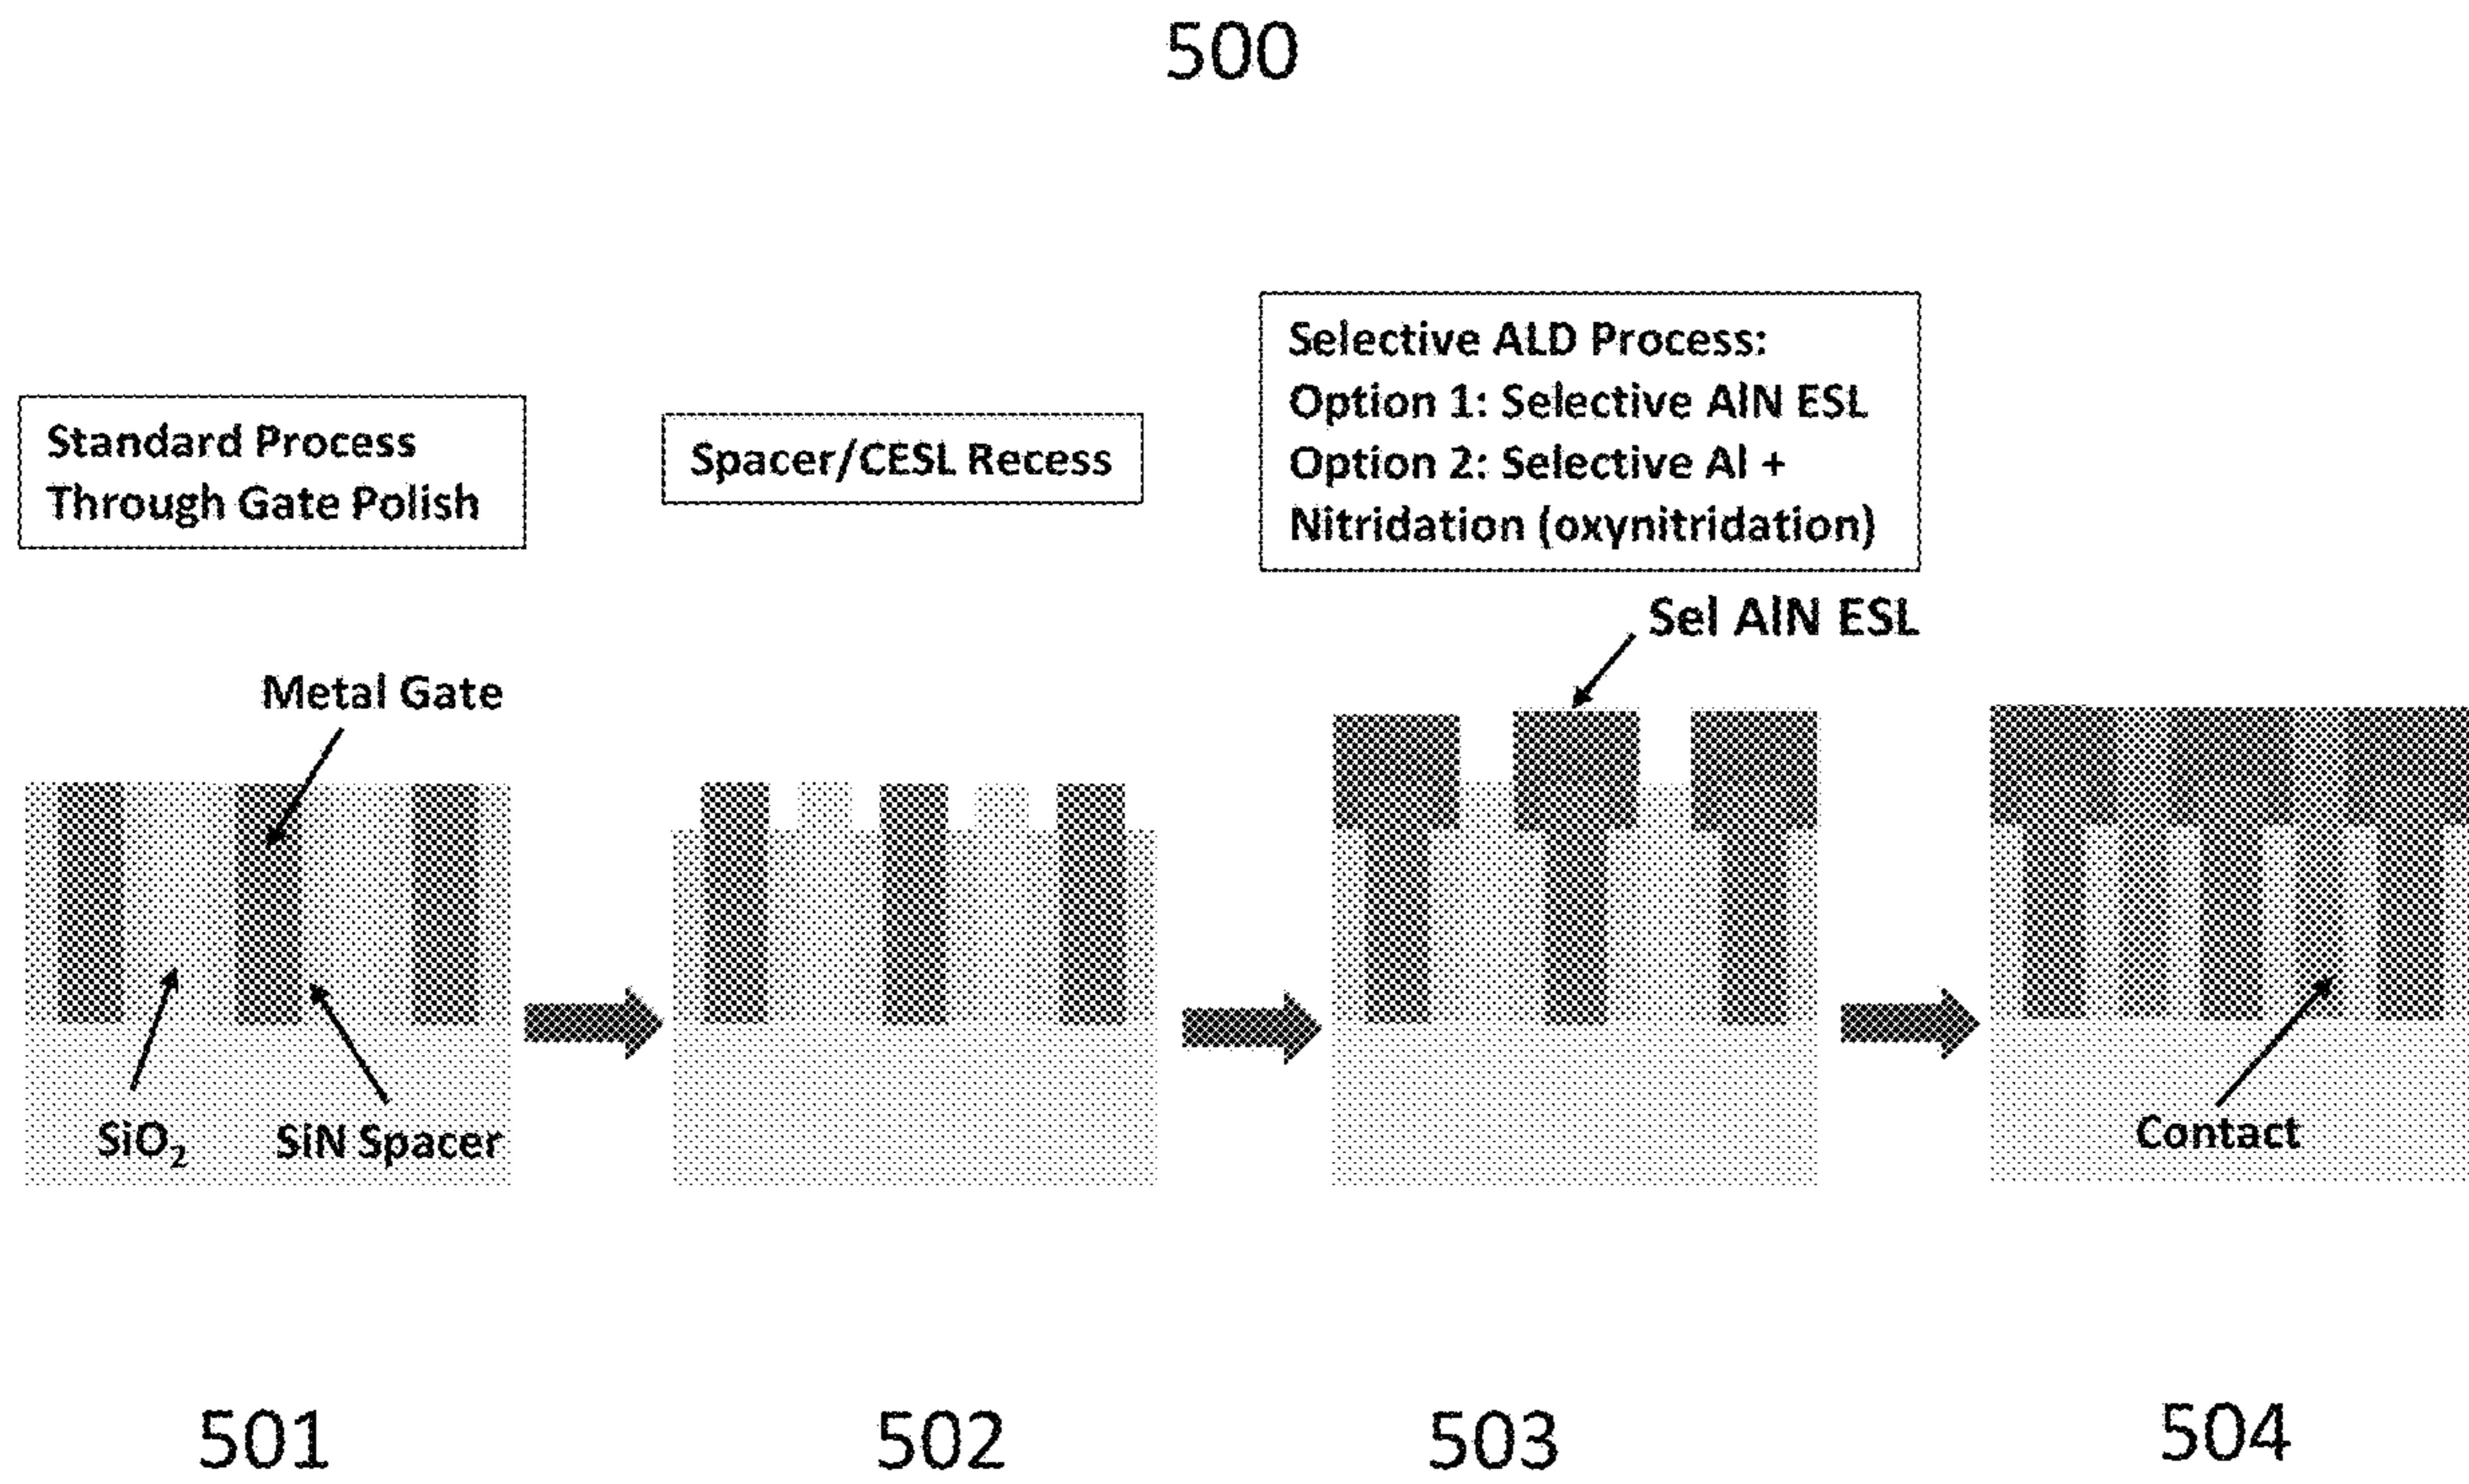 500
Standard Process
Through Gate Polish
Spacer/CESL Recess
Selective ALD Process:
Option 1: Selective AlN ESL
Option 2: Selective Al +
Nitridation (oxynitridation)
Sel AlN ESL
Metal Gate
SiO₂
SiN Spacer
Contact
501
502
503
504